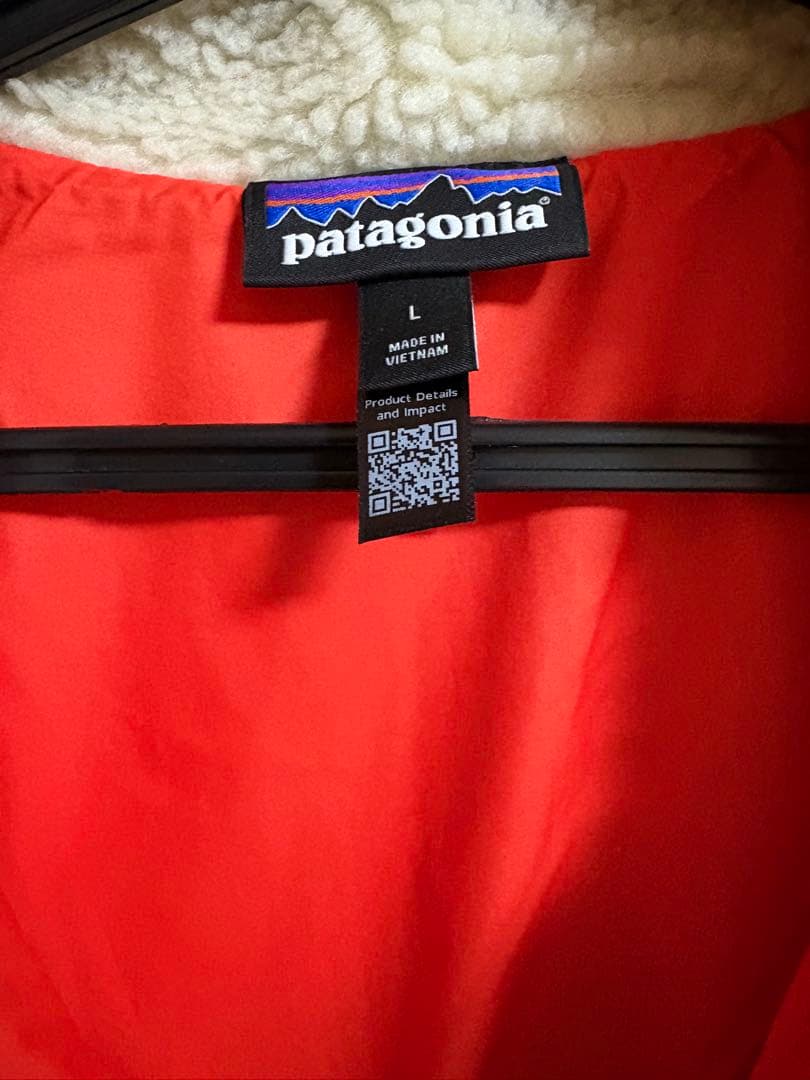 patagonia®
L
MADE IN
VIETNAM
Product Details
and Impact